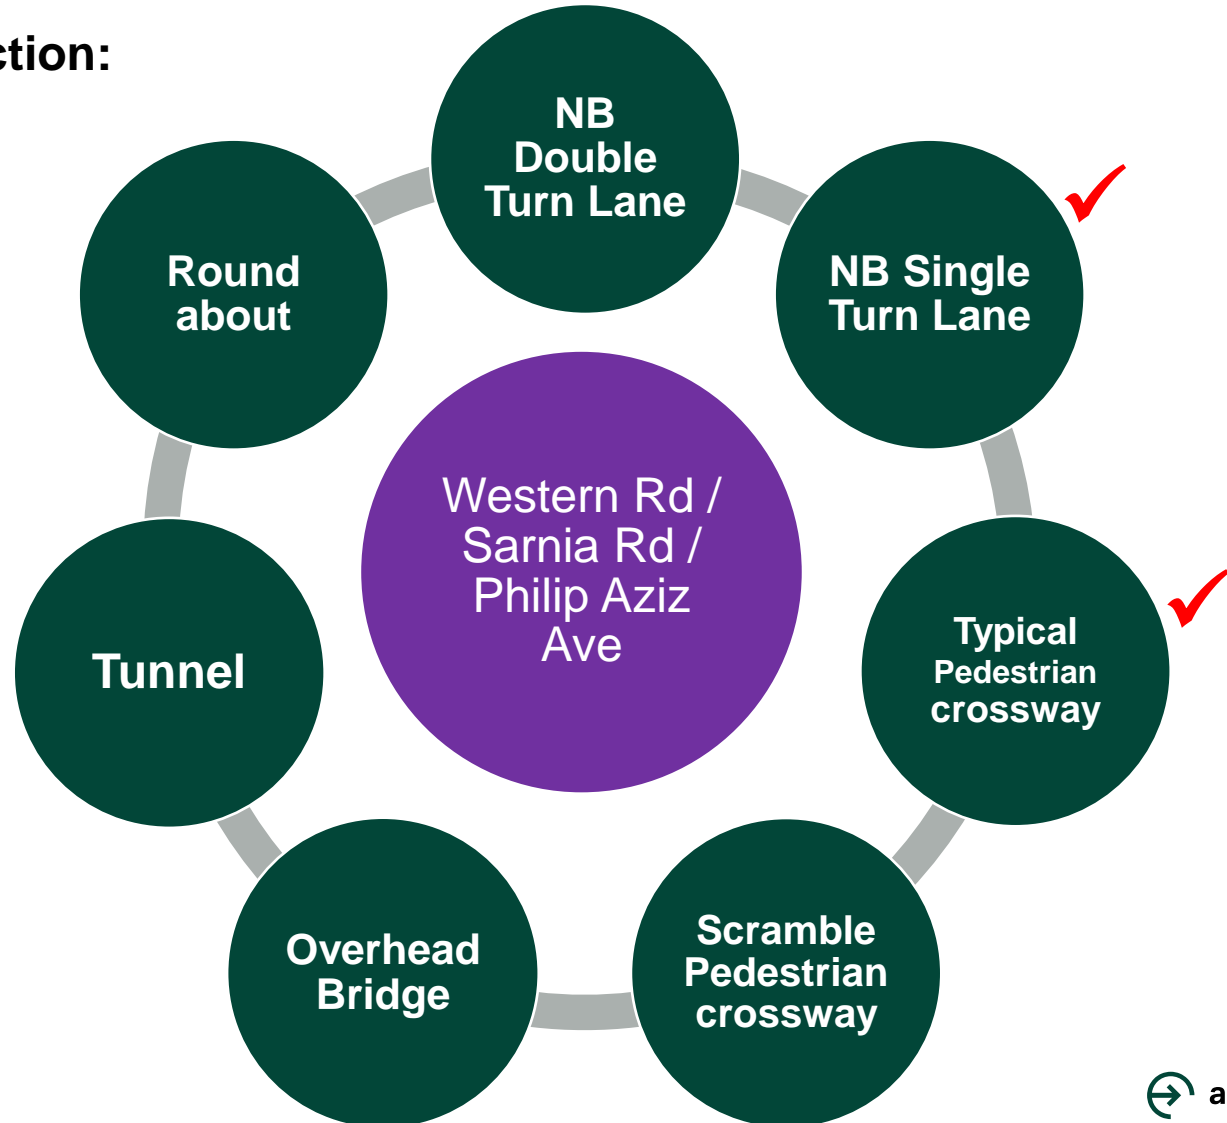 ction:
NB
Double
Turn Lane
NB Single
Turn Lane
Round
about
Western Rd /
Sarnia Rd /
Philip Aziz
Ave
Typical
Pedestrian
crossway
Tunnel
Scramble
Pedestrian
crossway
Overhead
Bridge
a